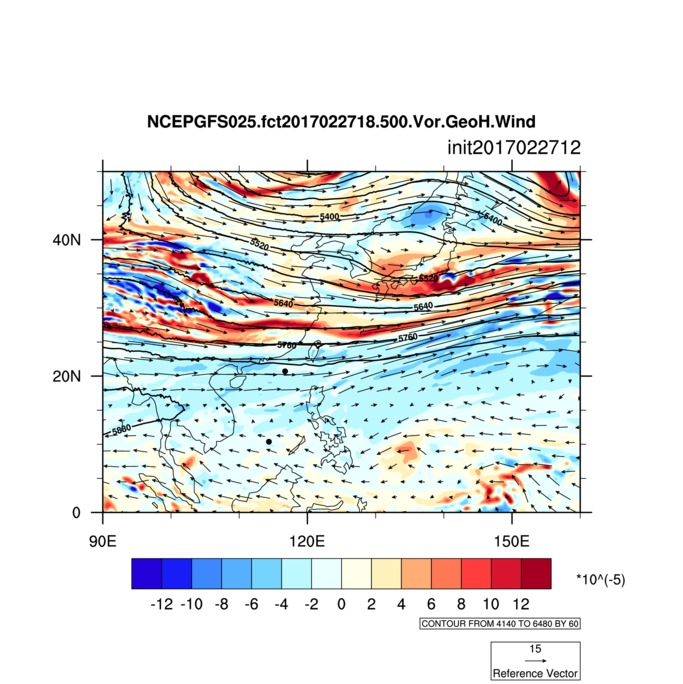 NCEPGFS025.fct2017022718.500.Vor.GeoH.Wind
init2017022712
40N
20N
0
5400
5400
5520
5520
5640
5640
5760
5760
5880
90E 120E 150E
-12 -10 -8 -6 -4 -2 0 2 4 6 8 10 12
*10^(-5)
CONTOUR FROM 4140 TO 6480 BY 60
15
Reference Vector